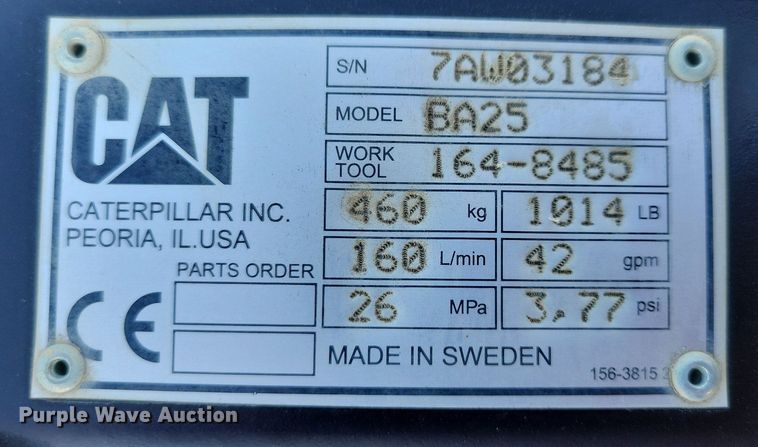 CAT
CATERPILLAR INC.
PEORIA, IL.USA
S/N 7AW03184
MODEL BA25
WORK TOOL 164-8485
460 kg 1014 LB
160 L/min 42 gpm
26 MPa 3,77 psi
PARTS ORDER
CE
MADE IN SWEDEN
156-3815 2
Purple Wave Auction